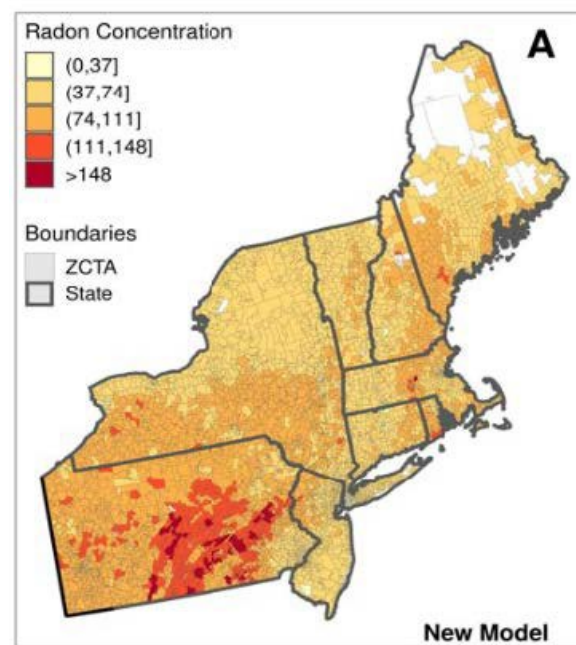 Radon Concentration
(0,37]
(37,74]
(74,111]
(111,148]
>148
Boundaries
ZCTA
State
A
New Model